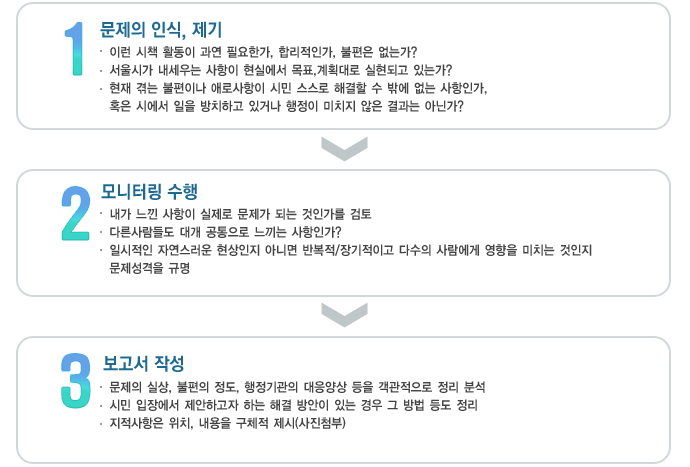 1 문제의 인식, 제기
· 이런 시책 활동이 과연 필요한가, 합리적인가, 불편은 없는가?
· 서울시가 내세우는 사항이 현실에서 목표,계획대로 실현되고 있는가?
· 현재 겪는 불편이나 애로사항이 시민 스스로 해결할 수 밖에 없는 사항인가,
혹은 시에서 일을 방치하고 있거나 행정이 미치지 않은 결과는 아닌가?
2 모니터링 수행
· 내가 느낀 사항이 실제로 문제가 되는 것인가를 검토
· 다른사람들도 대개 공통으로 느끼는 사항인가?
· 일시적인 자연스러운 현상인지 아니면 반복적/장기적이고 다수의 사람에게 영향을 미치는 것인지
문제성격을 규명
3 보고서 작성
· 문제의 실상, 불편의 정도, 행정기관의 대응양상 등을 객관적으로 정리 분석
· 시민 입장에서 제안하고자 하는 해결 방안이 있는 경우 그 방법 등도 정리
· 지적사항은 위치, 내용을 구체적 제시(사진첨부)